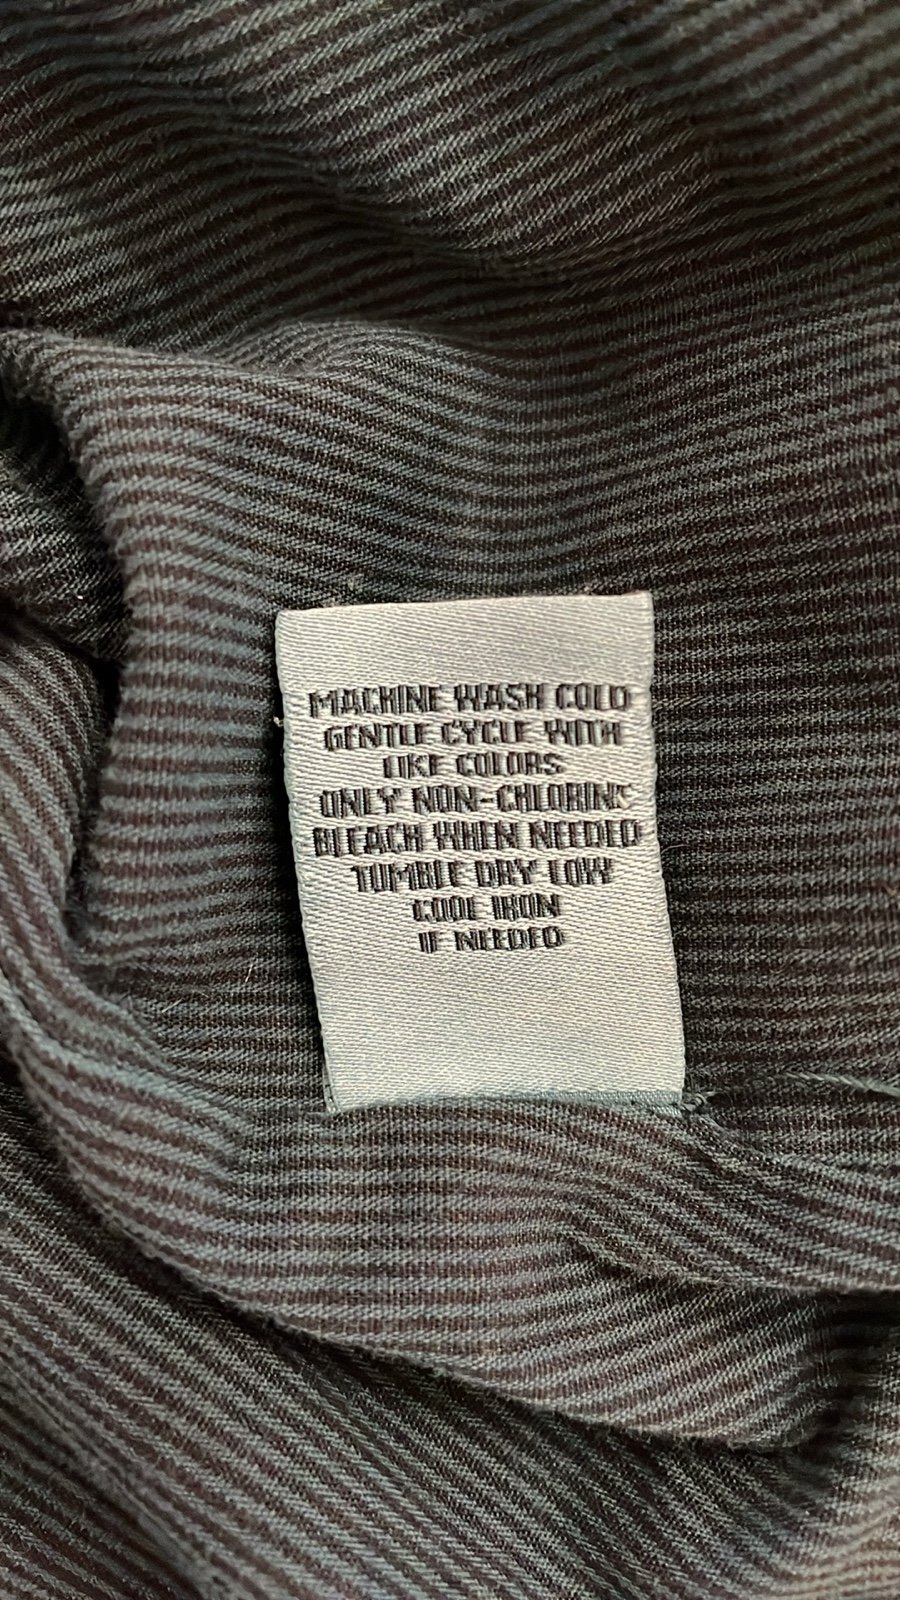 MACHINE WASH COLD
GENTLE CYCLE WITH
LIKE COLORS
ONLY NON-CHLORINE
BLEACH WHEN NEEDED
TUMBLE DRY LOW
COOL IRON
IF NEEDED